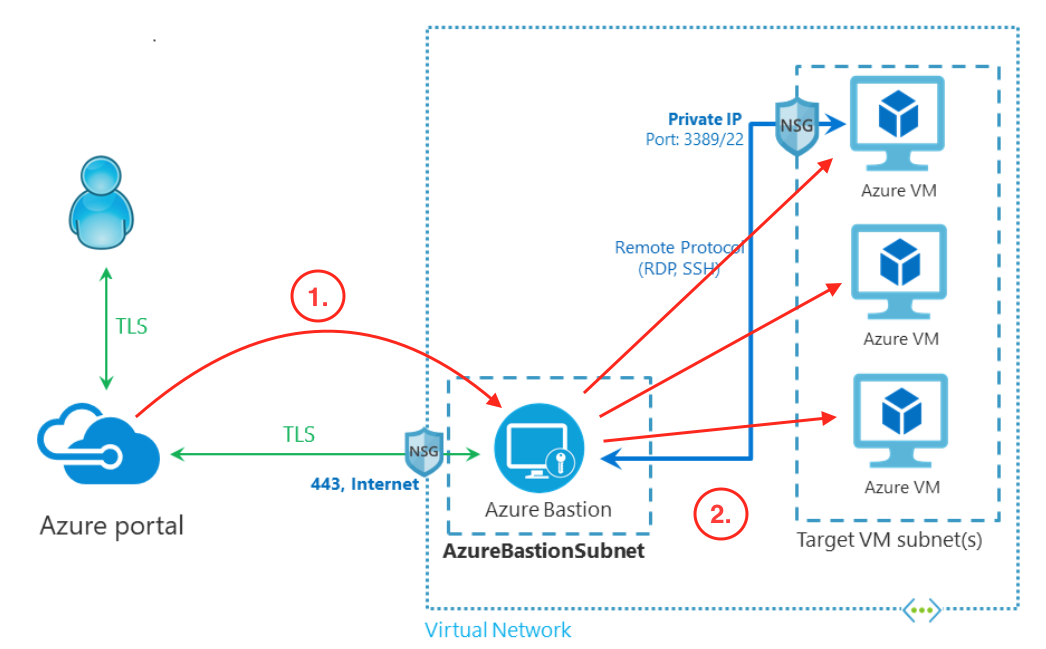 Private IP
Port: 3389/22
NSG
Azure VM
Remote Protocol
(RDP, SSH)
1.
TLS
Azure VM
TLS
NSG
443, Internet
Azure portal
Azure Bastion
AzureBastionSubnet
2.
Azure VM
Target VM subnet(s)
Virtual Network